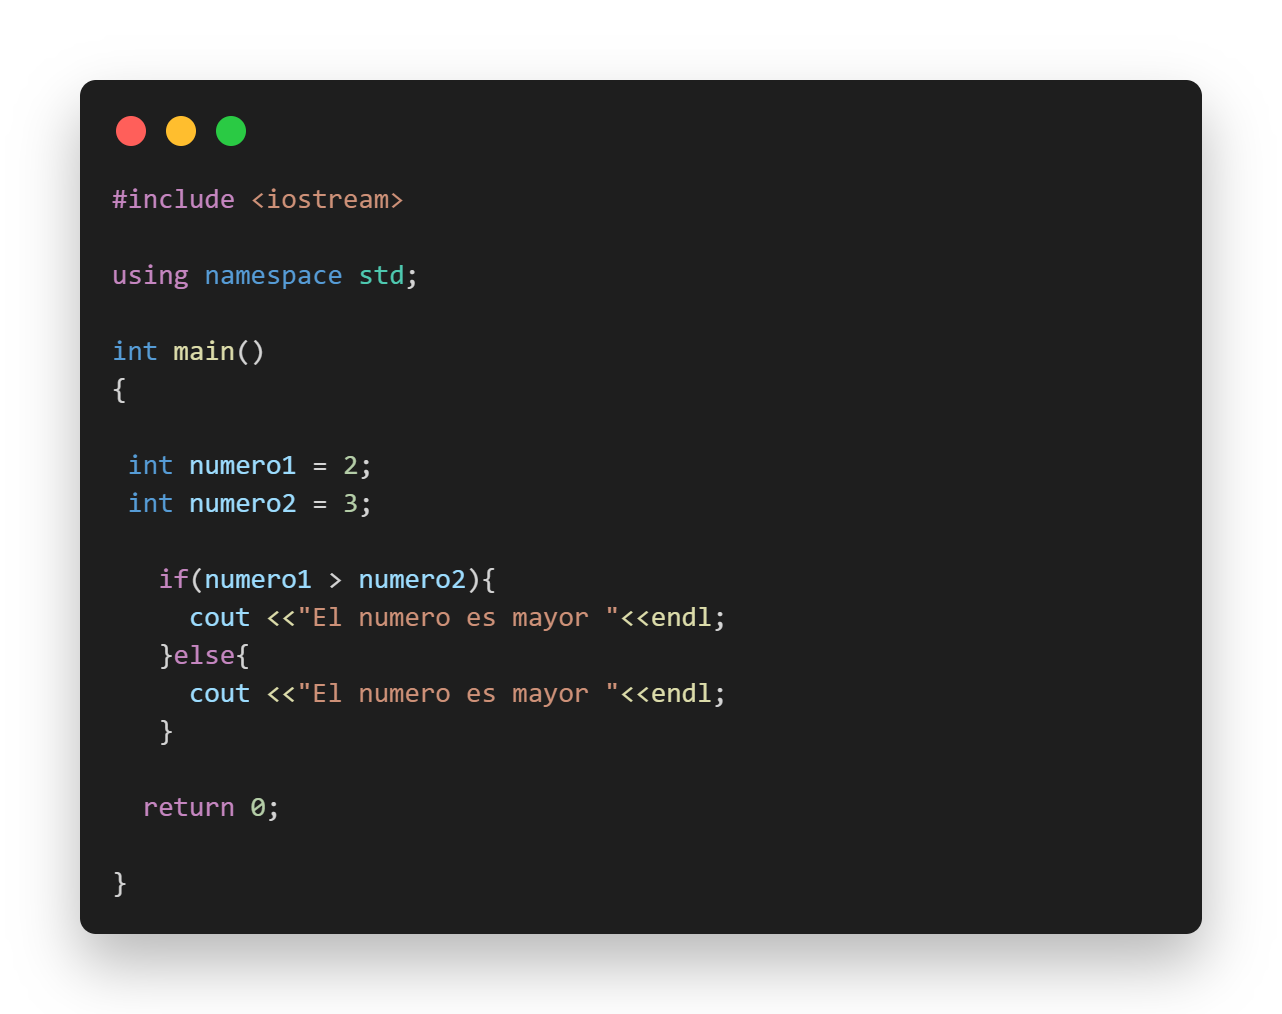 #include <iostream>
using namespace std;
int main()
{
int numero1 = 2;
int numero2 = 3;
if(numero1 > numero2){
cout <<"El numero es mayor "<<endl;
}else{
cout <<"El numero es mayor "<<endl;
}
return 0;
}